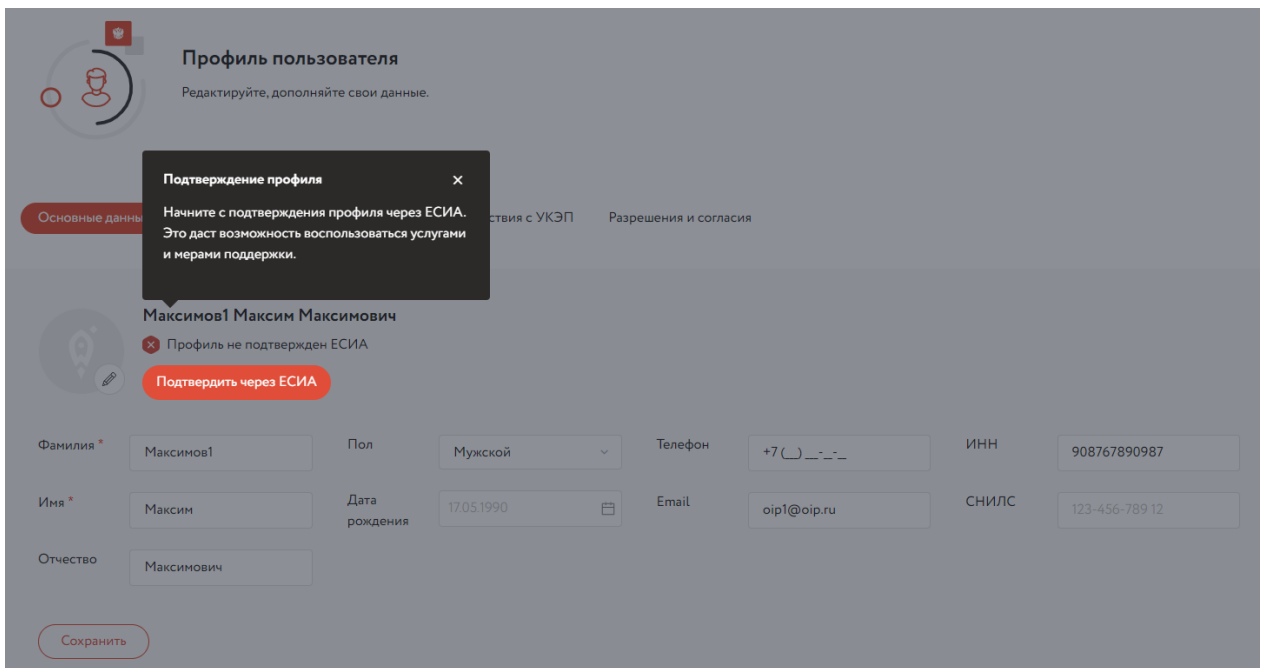 Профиль пользователя
Редактируйте, дополняйте свои данные.
Подтверждение профиля
Начните с подтверждения профиля через ЕСИА.
Это даст возможность воспользоваться услугами
и мерами поддержки.
Основные данны
ствия с УКЭП
Разрешения и согласия
Максимов1 Максим Максимович
Профиль не подтвержден ЕСИА
Подтвердить через ЕСИА
Фамилия *
Максимов1
Пол
Мужской
Телефон
+7 (__) __-_-_
ИНН
908767890987
Имя *
Максим
Дата
рождения
17.05.1990
Email
oip1@oip.ru
СНИЛС
123-456-789 12
Отчество
Максимович
Сохранить